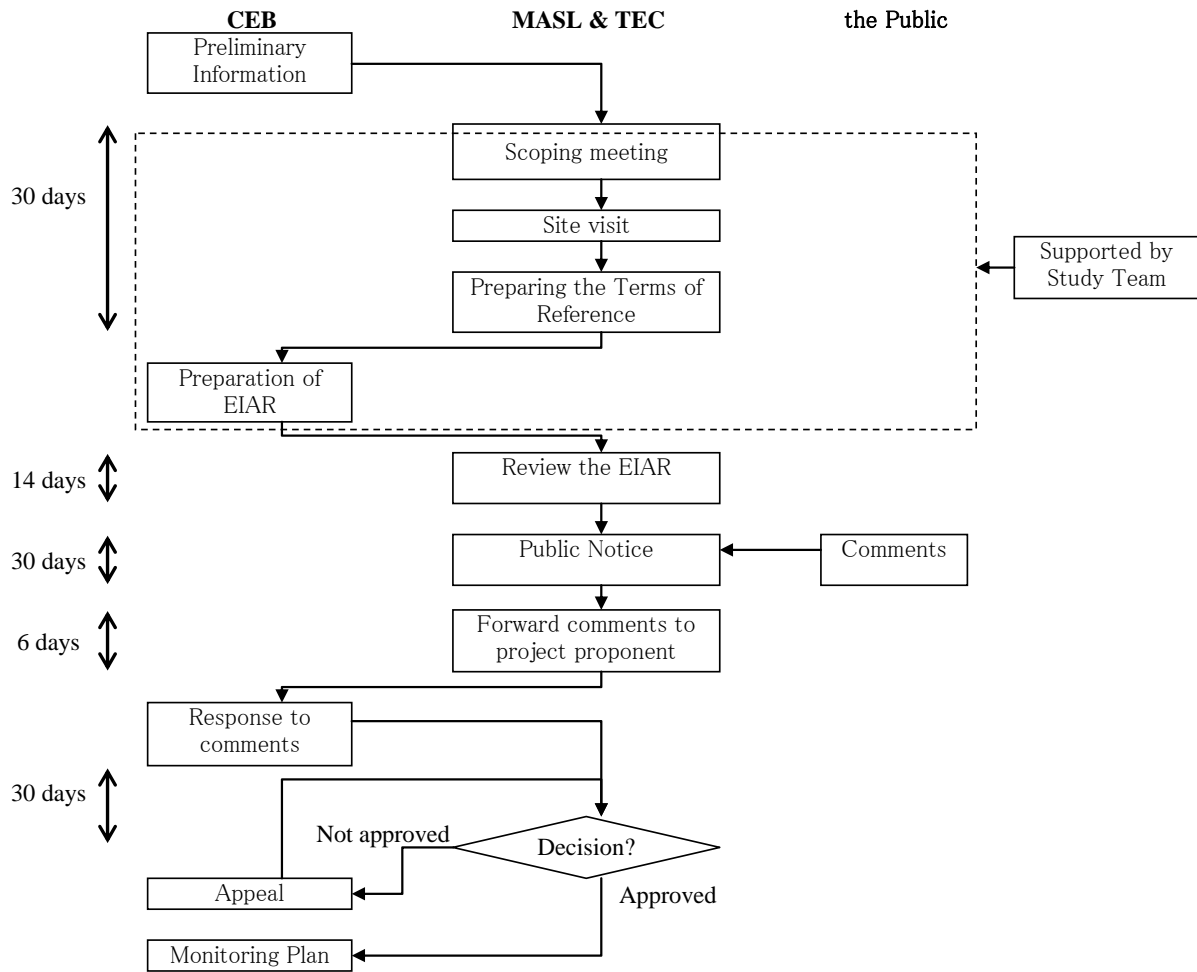 CEB
MASL & TEC
the Public
Preliminary
Information
Scoping meeting
30 days
Site visit
Supported by
Study Team
Preparing the Terms of
Reference
Preparation of
EIAR
Review the EIAR
14 days
Public Notice
Comments
30 days
Forward comments to
project proponent
6 days
Response to
comments
30 days
Not approved
Decision?
Appeal
Approved
Monitoring Plan